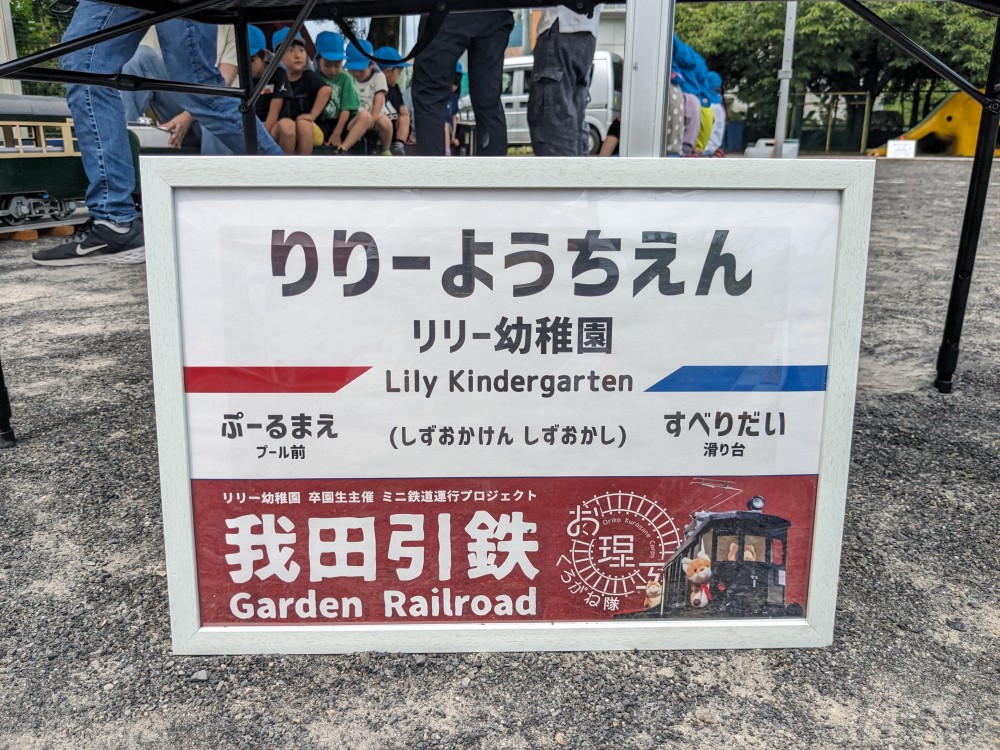 りりーようちえん
リリー幼稚園
Lily Kindergarten
ぷーるまえ
プール前
(しずおかけん しずおかし)
すべりだい
滑り台
リリー幼稚園 卒園生主催 ミニ鉄道運行プロジェクト
我田引鉄
Garden Railroad
お
Oriko Kurogane Corps
くろがね隊